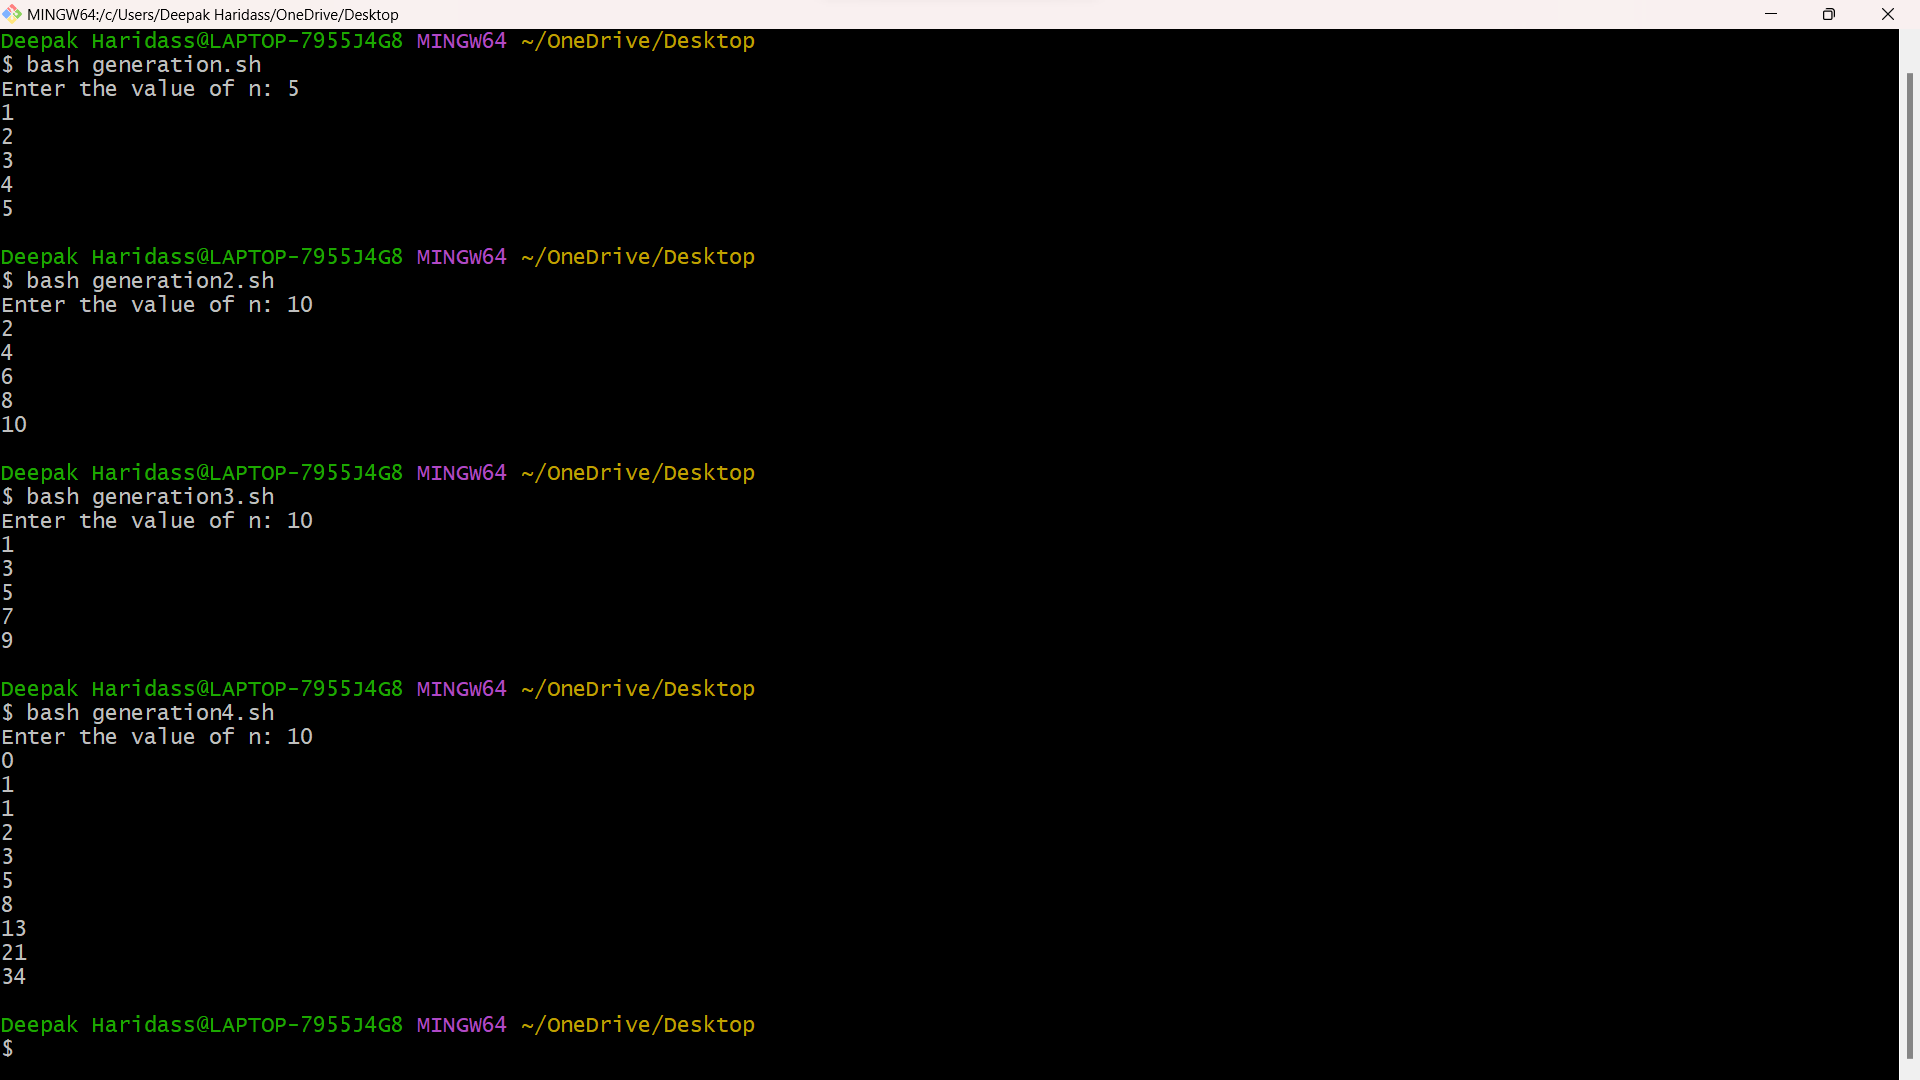 MINGW64:/c/Users/Deepak Haridass/OneDrive/Desktop
Deepak Haridass@LAPTOP-7955J4G8 MINGW64 ~/OneDrive/Desktop
$ bash generation.sh
Enter the value of n: 5
1
2
3
4
5
Deepak Haridass@LAPTOP-7955J4G8 MINGW64 ~/OneDrive/Desktop
$ bash generation2.sh
Enter the value of n: 10
2
4
6
8
10
Deepak Haridass@LAPTOP-7955J4G8 MINGW64 ~/OneDrive/Desktop
$ bash generation3.sh
Enter the value of n: 10
1
3
5
7
9
Deepak Haridass@LAPTOP-7955J4G8 MINGW64 ~/OneDrive/Desktop
$ bash generation4.sh
Enter the value of n: 10
0
1
1
2
3
5
8
13
21
34
Deepak Haridass@LAPTOP-7955J4G8 MINGW64 ~/OneDrive/Desktop
$